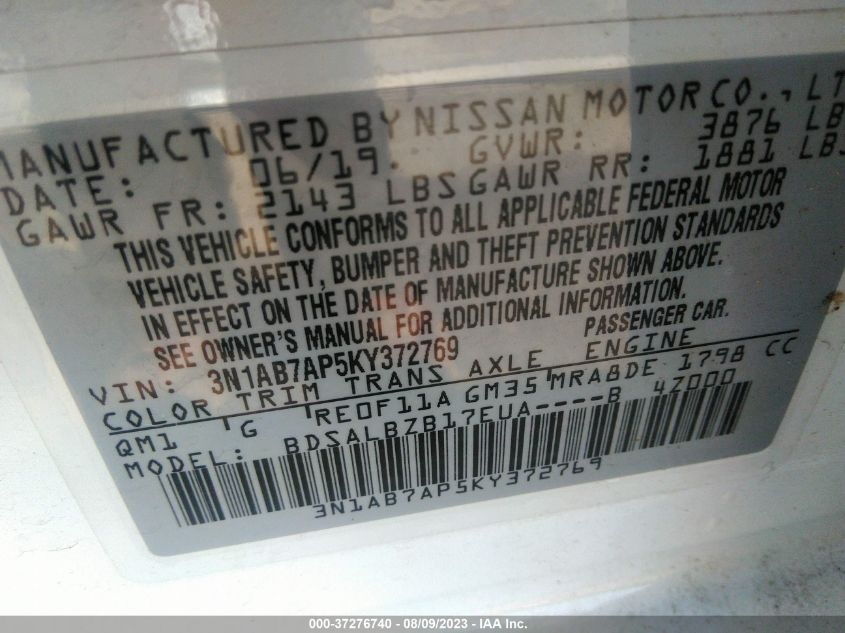 MANUFACTURED BY NISSAN MOTOR CO., LT
DATE: 06/19. GVWR: 3876 LB
GAWR FR: 2143 LBS GAWR RR: 1881 LBS
THIS VEHICLE CONFORMS TO ALL APPLICABLE FEDERAL MOTOR
VEHICLE SAFETY, BUMPER AND THEFT PREVENTION STANDARDS
IN EFFECT ON THE DATE OF MANUFACTURE SHOWN ABOVE.
SEE OWNER'S MANUAL FOR ADDITIONAL INFORMATION.
VIN: 3N1AB7AP5KY372769 PASSENGER CAR.
COLOR TRIM TRANS AXLE ENGINE
QM1 G RE0F11A GM35 MRA8DE 1798 CC
MODEL: BDSALBZB17EUA----B 4Z000
3N1AB7AP5KY372769
000-37276740 - 08/09/2023 - IAA Inc.